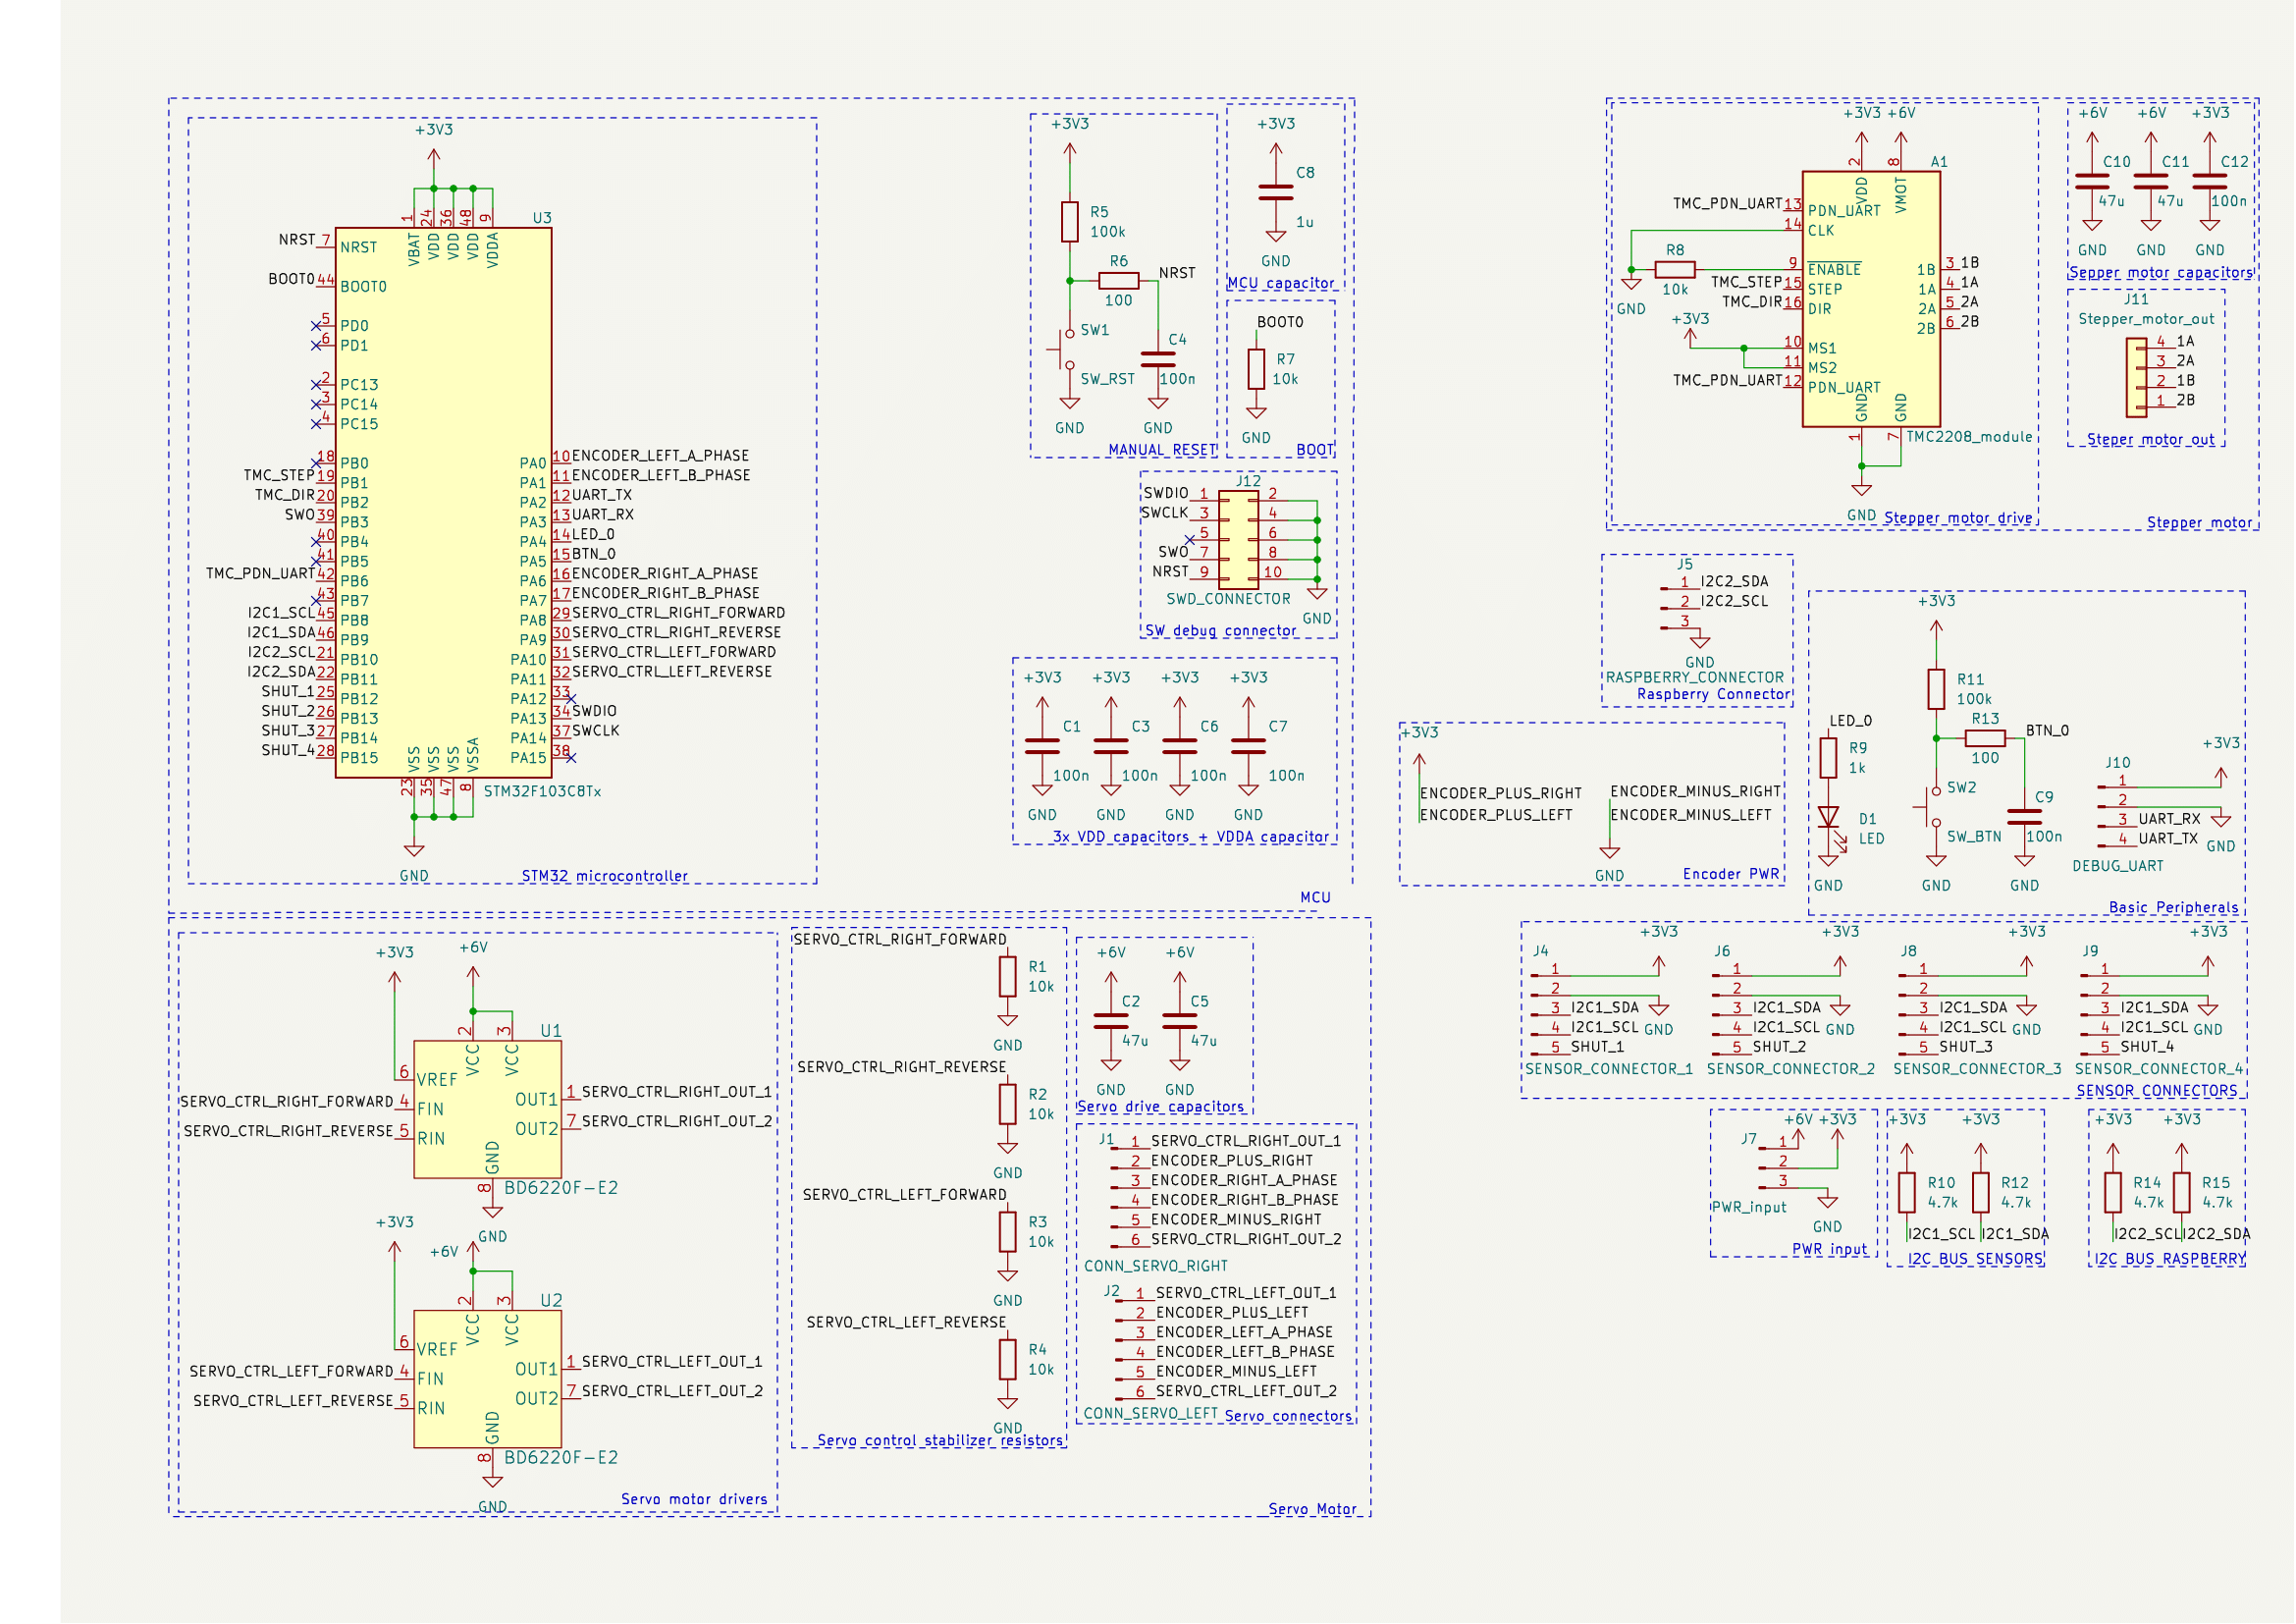 +3V3
U3
1
24
36
48
9
VBAT
VDD
VDD
VDD
VDDA
NRST 7 NRST
BOOT0 44 BOOT0
5 PD0
6 PD1
2 PC13
3 PC14
4 PC15
18 PB0
TMC_STEP 19 PB1
TMC_DIR 20 PB2
SWO 39 PB3
40 PB4
41 PB5
TMC_PDN_UART 42 PB6
43 PB7
I2C1_SCL 45 PB8
I2C1_SDA 46 PB9
I2C2_SCL 21 PB10
I2C2_SDA 22 PB11
SHUT_1 25 PB12
SHUT_2 26 PB13
SHUT_3 27 PB14
SHUT_4 28 PB15
PA0 10 ENCODER_LEFT_A_PHASE
PA1 11 ENCODER_LEFT_B_PHASE
PA2 12 UART_TX
PA3 13 UART_RX
PA4 14 LED_0
PA5 15 BTN_0
PA6 16 ENCODER_RIGHT_A_PHASE
PA7 17 ENCODER_RIGHT_B_PHASE
PA8 29 SERVO_CTRL_RIGHT_FORWARD
PA9 30 SERVO_CTRL_RIGHT_REVERSE
PA10 31 SERVO_CTRL_LEFT_FORWARD
PA11 32 SERVO_CTRL_LEFT_REVERSE
PA12 33
PA13 34 SWDIO
PA14 37 SWCLK
PA15 38
VSS
VSS
VSS
VSSA
23
35
47
8
STM32F103C8Tx
GND
STM32 microcontroller
+3V3
R5
100k
R6
100
NRST
SW1
SW_RST
C4
100n
GND
GND
MANUAL RESET
+3V3
C8
1u
GND
MCU capacitor
BOOT0
R7
10k
GND
BOOT
J12
SWDIO 1 2
SWCLK 3 4
5 6
SWO 7 8
NRST 9 10
SWD_CONNECTOR
GND
SW debug connector
+3V3 +3V3 +3V3 +3V3
C1 C3 C6 C7
100n 100n 100n 100n
GND GND GND GND
3x VDD capacitors + VDDA capacitor
MCU
+3V3 +6V
2 8
A1
VDD VMOT
TMC_PDN_UART 13 PDN_UART
14 CLK
R8
10k
GND
9 ENABLE
TMC_STEP 15 STEP
TMC_DIR 16 DIR
+3V3
10 MS1
11 MS2
TMC_PDN_UART 12 PDN_UART
1B 3 1B
1A 4 1A
2A 5 2A
2B 6 2B
GND GND
1 7
TMC2208_module
GND
Stepper motor drive
+6V +6V +3V3
C10 C11 C12
47u 47u 100n
GND GND GND
Sepper motor capacitors
J11
Stepper_motor_out
4 1A
3 2A
2 1B
1 2B
Steper motor out
Stepper motor
J5
1 I2C2_SDA
2 I2C2_SCL
3
GND
RASPBERRY_CONNECTOR
Raspberry Connector
+3V3
ENCODER_PLUS_RIGHT
ENCODER_PLUS_LEFT
ENCODER_MINUS_RIGHT
ENCODER_MINUS_LEFT
GND
Encoder PWR
LED_0
R9
1k
D1
LED
GND
+3V3
R11
100k
R13
100
BTN_0
SW2
SW_BTN
C9
100n
GND
GND
+3V3
J10
1
2
3 UART_RX
4 UART_TX
GND
DEBUG_UART
Basic Peripherals
+3V3
J4
1
2
3 I2C1_SDA
4 I2C1_SCL
5 SHUT_1
GND
SENSOR_CONNECTOR_1
+3V3
J6
1
2
3 I2C1_SDA
4 I2C1_SCL
5 SHUT_2
GND
SENSOR_CONNECTOR_2
+3V3
J8
1
2
3 I2C1_SDA
4 I2C1_SCL
5 SHUT_3
GND
SENSOR_CONNECTOR_3
+3V3
J9
1
2
3 I2C1_SDA
4 I2C1_SCL
5 SHUT_4
GND
SENSOR_CONNECTOR_4
SENSOR CONNECTORS
+6V +3V3
J7
1
2
3
PWR_input
GND
PWR input
+3V3 +3V3
R10 R12
4.7k 4.7k
I2C1_SCL I2C1_SDA
I2C BUS SENSORS
+3V3 +3V3
R14 R15
4.7k 4.7k
I2C2_SCL I2C2_SDA
I2C BUS RASPBERRY
+3V3
+6V
U1
2 3
VCC VCC
6 VREF
SERVO_CTRL_RIGHT_FORWARD 4 FIN
SERVO_CTRL_RIGHT_REVERSE 5 RIN
OUT1 1 SERVO_CTRL_RIGHT_OUT_1
OUT2 7 SERVO_CTRL_RIGHT_OUT_2
GND
8
BD6220F-E2
GND
+3V3
+6V
U2
2 3
VCC VCC
6 VREF
SERVO_CTRL_LEFT_FORWARD 4 FIN
SERVO_CTRL_LEFT_REVERSE 5 RIN
OUT1 1 SERVO_CTRL_LEFT_OUT_1
OUT2 7 SERVO_CTRL_LEFT_OUT_2
GND
8
BD6220F-E2
GND
Servo motor drivers
SERVO_CTRL_RIGHT_FORWARD
R1
10k
GND
SERVO_CTRL_RIGHT_REVERSE
R2
10k
GND
SERVO_CTRL_LEFT_FORWARD
R3
10k
GND
SERVO_CTRL_LEFT_REVERSE
R4
10k
GND
Servo control stabilizer resistors
+6V +6V
C2 C5
47u 47u
GND GND
Servo drive capacitors
J1
1 SERVO_CTRL_RIGHT_OUT_1
2 ENCODER_PLUS_RIGHT
3 ENCODER_RIGHT_A_PHASE
4 ENCODER_RIGHT_B_PHASE
5 ENCODER_MINUS_RIGHT
6 SERVO_CTRL_RIGHT_OUT_2
CONN_SERVO_RIGHT
J2
1 SERVO_CTRL_LEFT_OUT_1
2 ENCODER_PLUS_LEFT
3 ENCODER_LEFT_A_PHASE
4 ENCODER_LEFT_B_PHASE
5 ENCODER_MINUS_LEFT
6 SERVO_CTRL_LEFT_OUT_2
CONN_SERVO_LEFT
Servo connectors
Servo Motor